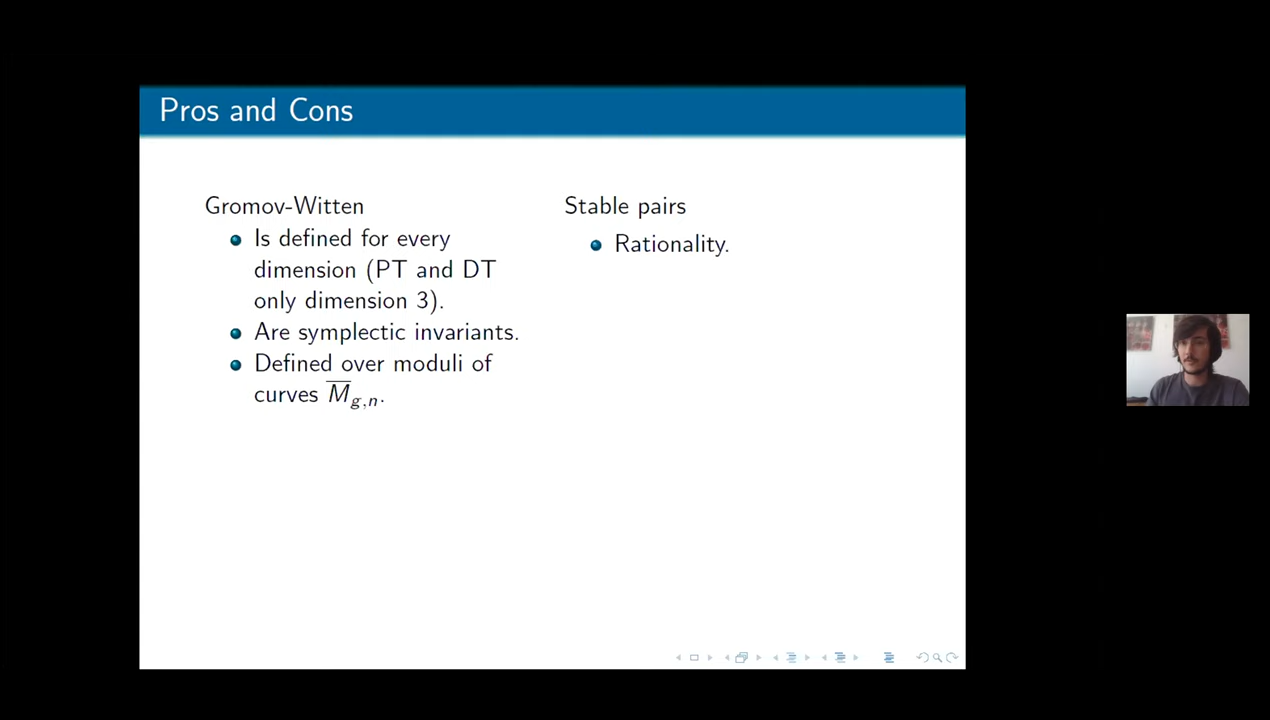 Pros and Cons
Gromov-Witten
Is defined for every
dimension (PT and DT
only dimension 3).
Are symplectic invariants.
Defined over moduli of
curves M̅_{g,n}.
Stable pairs
Rationality.